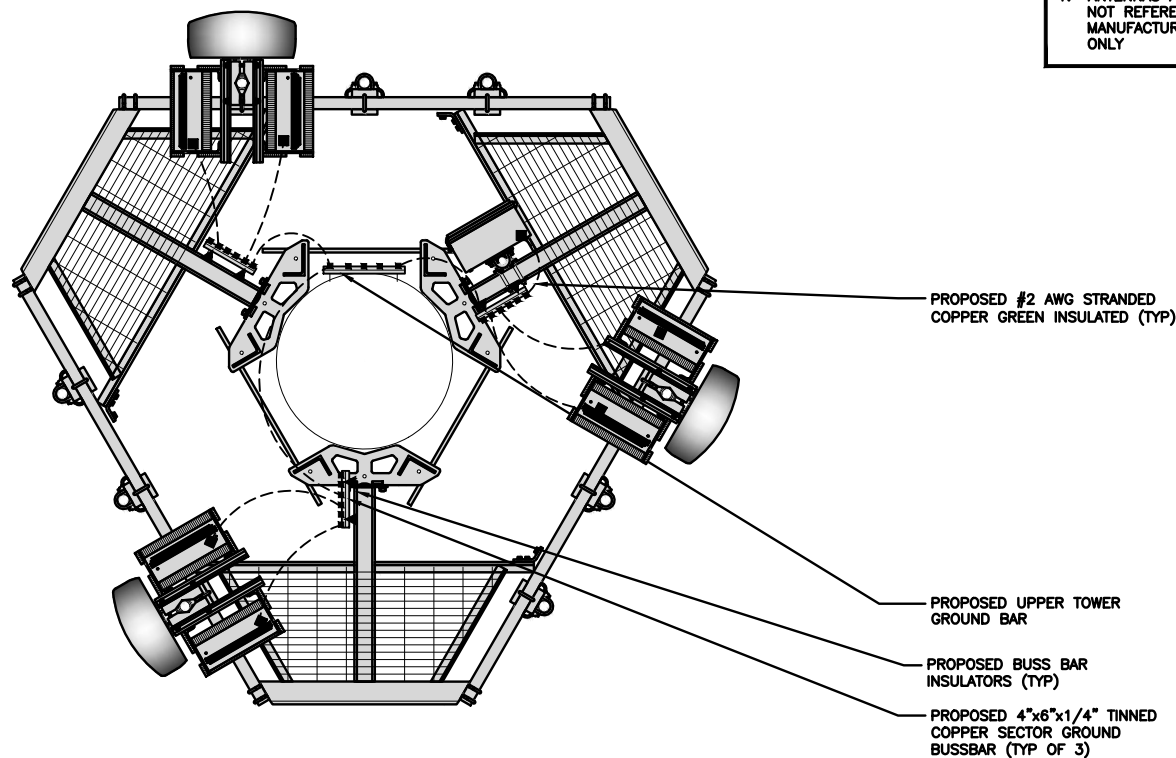 NOT REFERE
MANUFACTUR
ONLY
PROPOSED #2 AWG STRANDED
COPPER GREEN INSULATED (TYP)
PROPOSED UPPER TOWER
GROUND BAR
PROPOSED BUSS BAR
INSULATORS (TYP)
PROPOSED 4"x6"x1/4" TINNED
COPPER SECTOR GROUND
BUSSBAR (TYP OF 3)